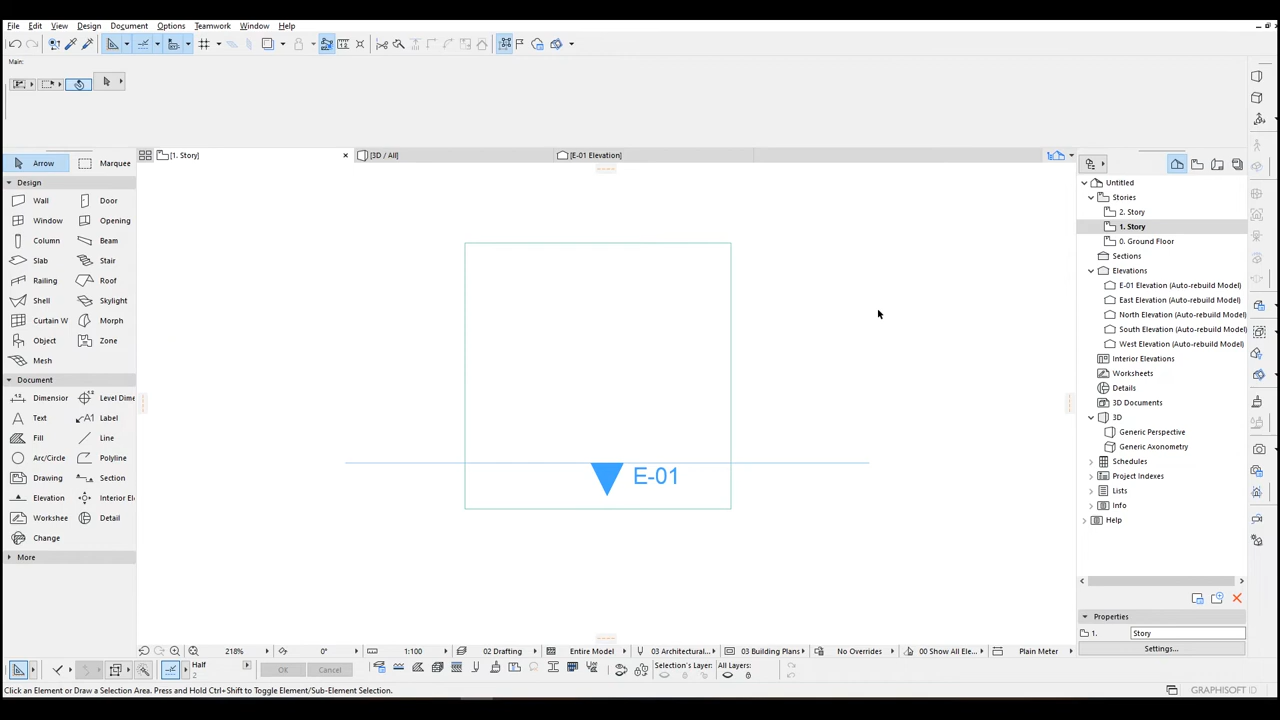 File Edit View Design Document Options Teamwork Window Help
Main:
[1. Story] [3D / All] [E-01 Elevation]
Arrow Marquee
Design
Wall Door
Window Opening
Column Beam
Slab Stair
Railing Roof
Shell Skylight
Curtain W Morph
Object Zone
Mesh
Document
Dimension Level Dime
Text A1 Label
Fill Line
Arc/Circle Polyline
Drawing Section
Elevation Interior El
Workshee Detail
Change
More
E-01
Untitled
Stories
2. Story
1. Story
0. Ground Floor
Sections
Elevations
E-01 Elevation (Auto-rebuild Model)
East Elevation (Auto-rebuild Model)
North Elevation (Auto-rebuild Model)
South Elevation (Auto-rebuild Model)
West Elevation (Auto-rebuild Model)
Interior Elevations
Worksheets
Details
3D Documents
3D
Generic Perspective
Generic Axonometry
Schedules
Project Indexes
Lists
Info
Help
Properties
1. Story
Settings...
218% 0° 1:100 02 Drafting Entire Model 03 Architectural... 03 Building Plans No Overrides 00 Show All Ele... Plain Meter
Half
2
OK Cancel
Selection's Layer: All Layers:
Click an Element or Draw a Selection Area. Press and Hold Ctrl+Shift to Toggle Element/Sub-Element Selection.
GRAPHISOFT ID